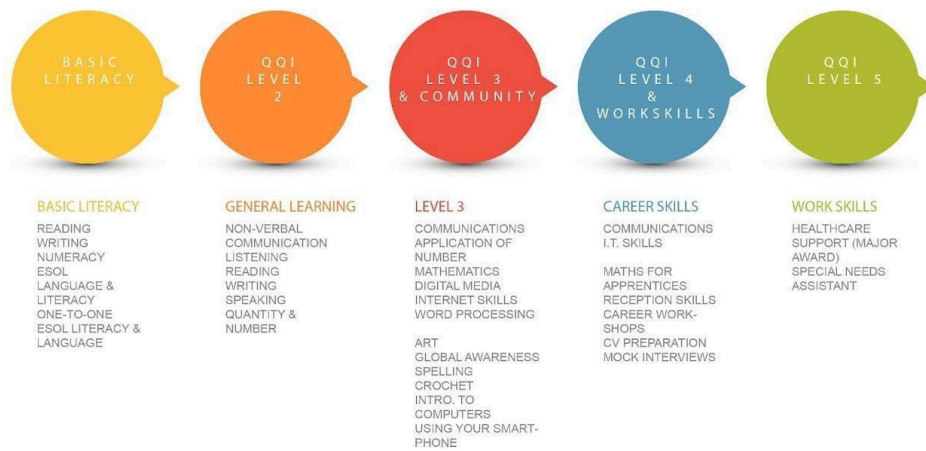 BASIC
LITERACY
QQI
LEVEL
2
QQI
LEVEL 3
& COMMUNITY
QQI
LEVEL 4
&
WORKSKILLS
QQI
LEVEL 5
BASIC LITERACY
READING
WRITING
NUMERACY
ESOL
LANGUAGE &
LITERACY
ONE-TO-ONE
ESOL LITERACY &
LANGUAGE
GENERAL LEARNING
NON-VERBAL
COMMUNICATION
LISTENING
READING
WRITING
SPEAKING
QUANTITY &
NUMBER
LEVEL 3
COMMUNICATIONS
APPLICATION OF
NUMBER
MATHEMATICS
DIGITAL MEDIA
INTERNET SKILLS
WORD PROCESSING
ART
GLOBAL AWARENESS
SPELLING
CROCHET
INTRO. TO
COMPUTERS
USING YOUR SMART-
PHONE
CAREER SKILLS
COMMUNICATIONS
I.T. SKILLS
MATHS FOR
APPRENTICES
RECEPTION SKILLS
CAREER WORK-
SHOPS
CV PREPARATION
MOCK INTERVIEWS
WORK SKILLS
HEALTHCARE
SUPPORT (MAJOR
AWARD)
SPECIAL NEEDS
ASSISTANT